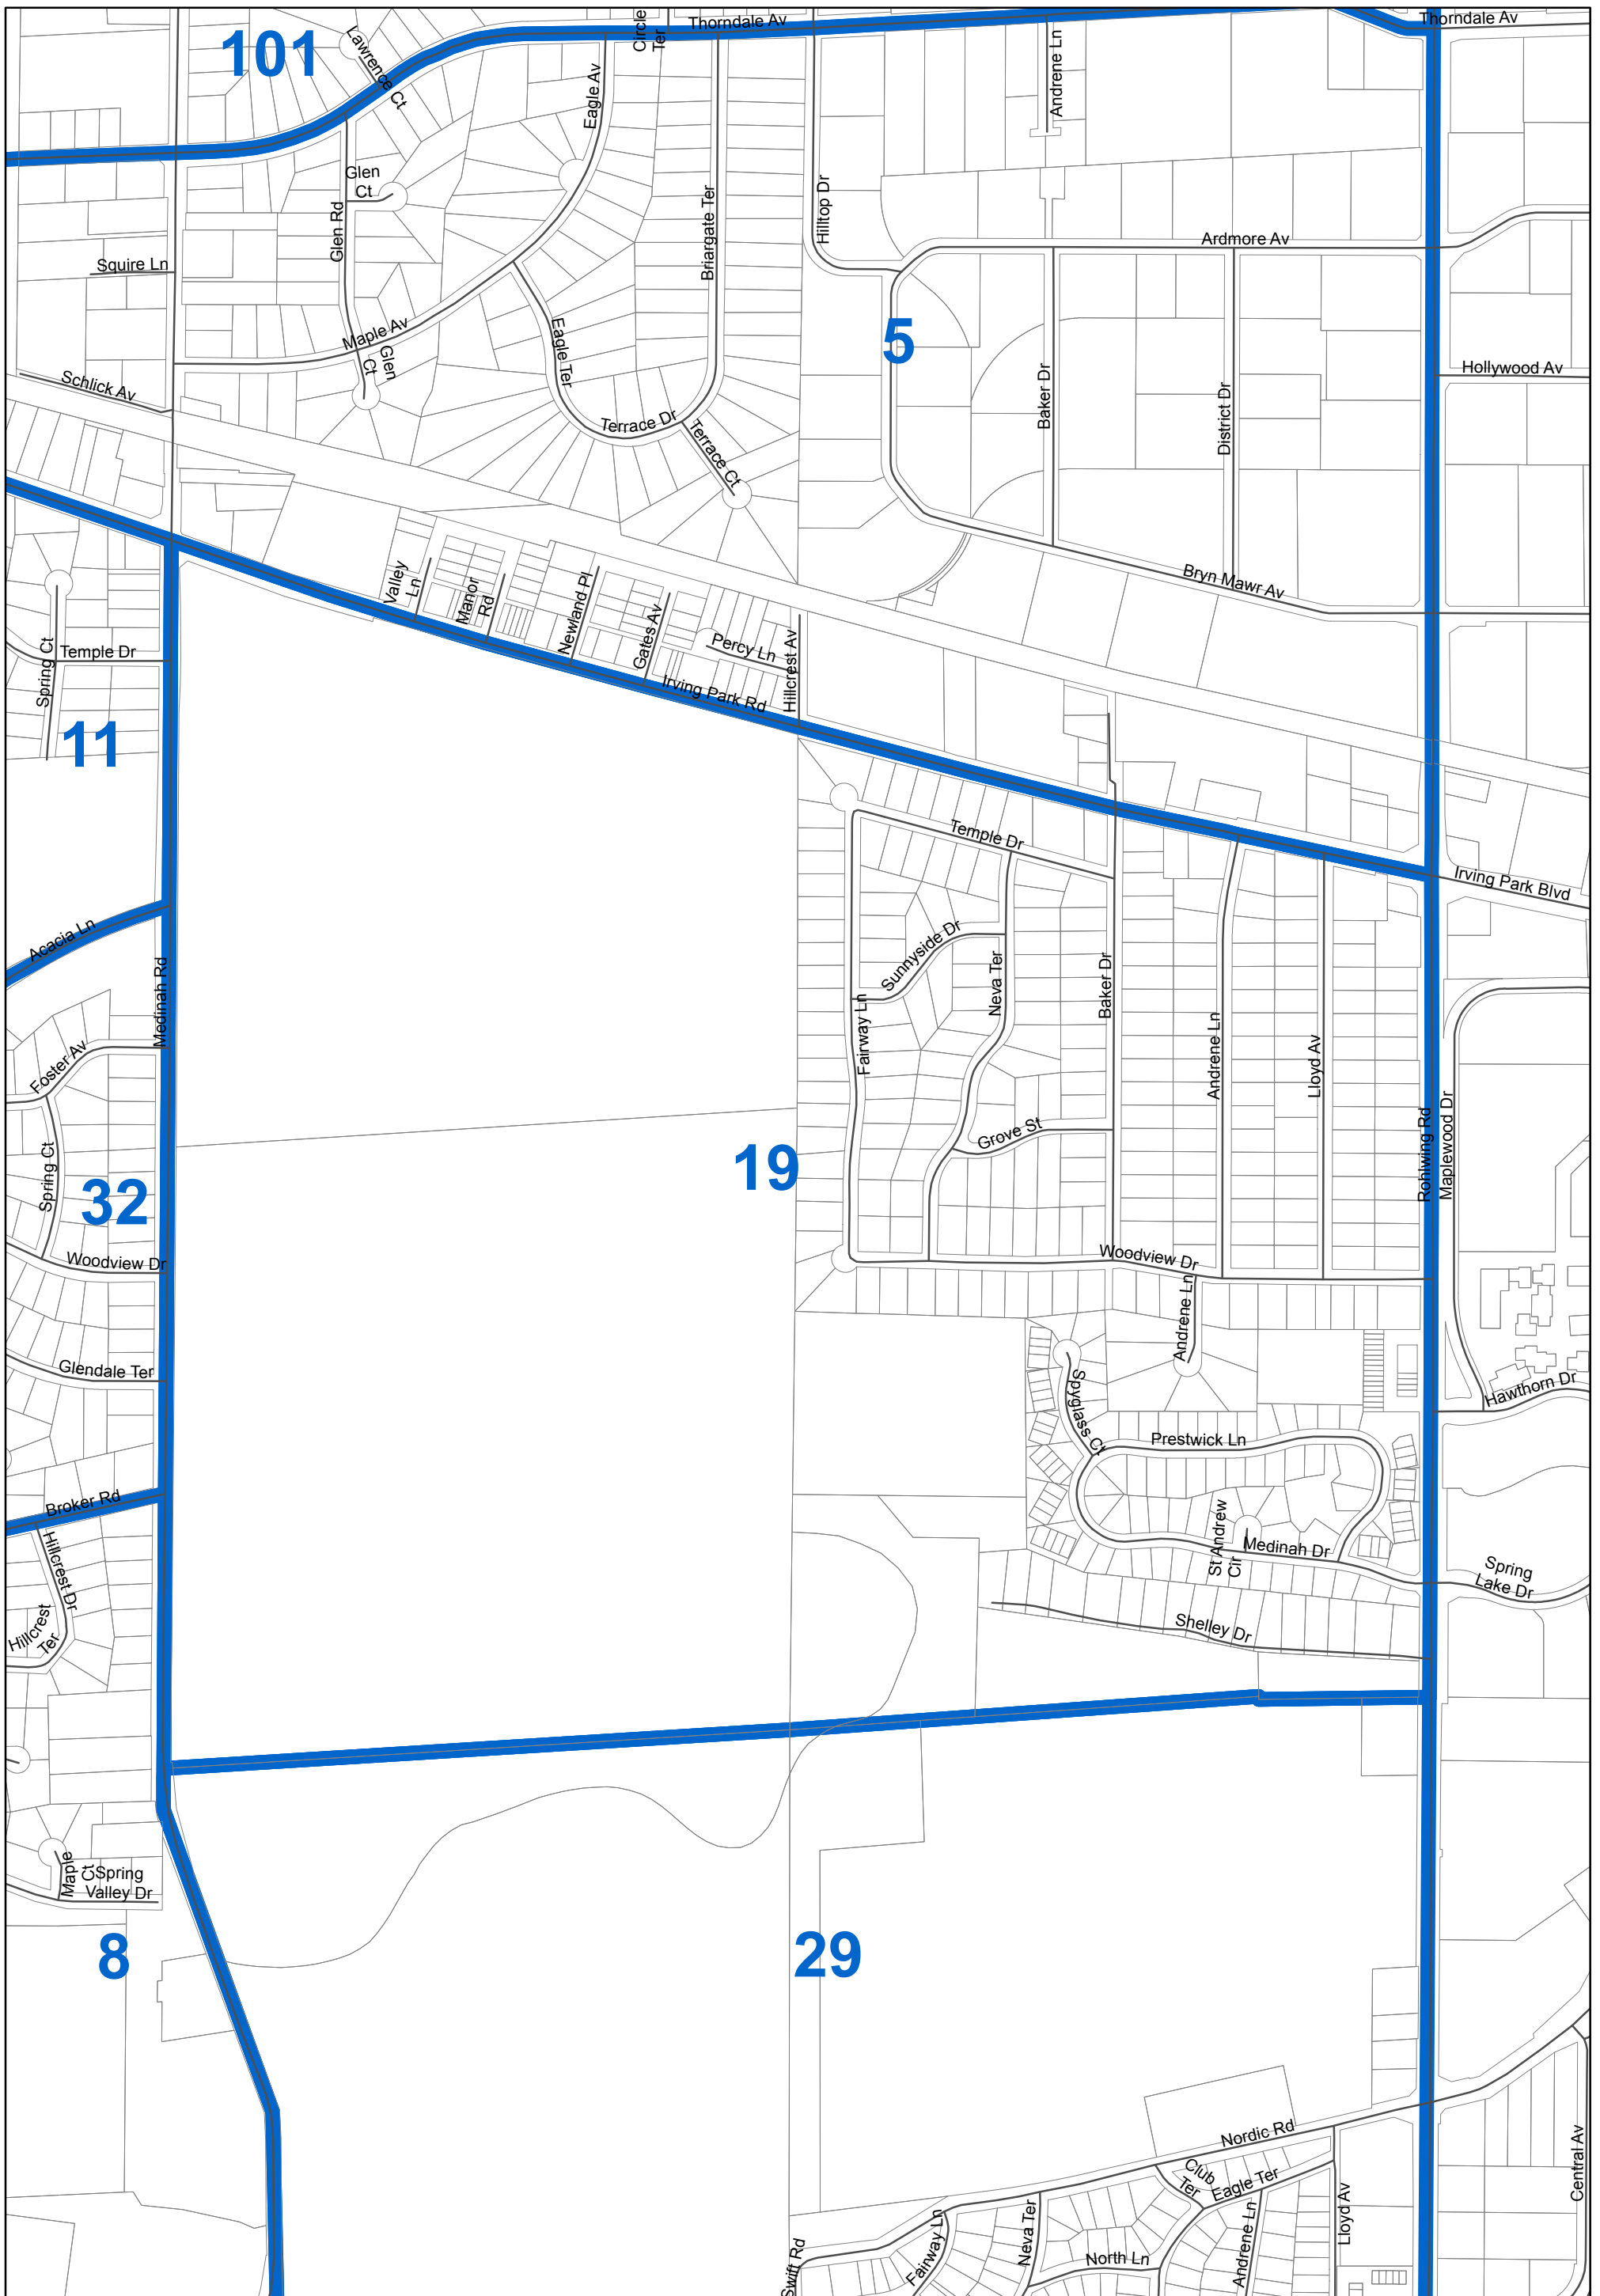 Thorndale Av
Thorndale Av
101
Lawrence
Ct
Circle
Ter
Eagle Av
Andrene Ln
Glen
Ct
Glen Rd
Briargate Ter
Hilltop Dr
Ardmore Av
Squire Ln
Maple Av
Glen
Ct
Eagle Ter
5
Baker Dr
District Dr
Hollywood Av
Schlick Av
Terrace Dr
Terrace Ct
Valley
Ln
Manor
Rd
Newland Pl
Gates Av
Percy Ln
Hillcrest Av
Bryn Mawr Av
Spring Ct
Temple Dr
Irving Park Rd
11
Temple Dr
Irving Park Blvd
Acacia Ln
Medinah Rd
Sunnyside Dr
Neva Ter
Baker Dr
Fairway Ln
Andrene Ln
Lloyd Av
Foster Av
Rohlwing Rd
Maplewood Dr
Grove St
Spring Ct
19
32
Woodview Dr
Woodview Dr
Andrene Ln
Glendale Ter
Spyglass Ct
Hawthorn Dr
Prestwick Ln
Broker Rd
St Andrew
Cir
Medinah Dr
Hillcrest Dr
Spring
Lake Dr
Hillcrest
Ter
Shelley Dr
Maple
Ct
Spring
Valley Dr
8
29
Nordic Rd
Club
Ter
Eagle Ter
Central Av
Swift Rd
Fairway Ln
Neva Ter
North Ln
Andrene Ln
Lloyd Av